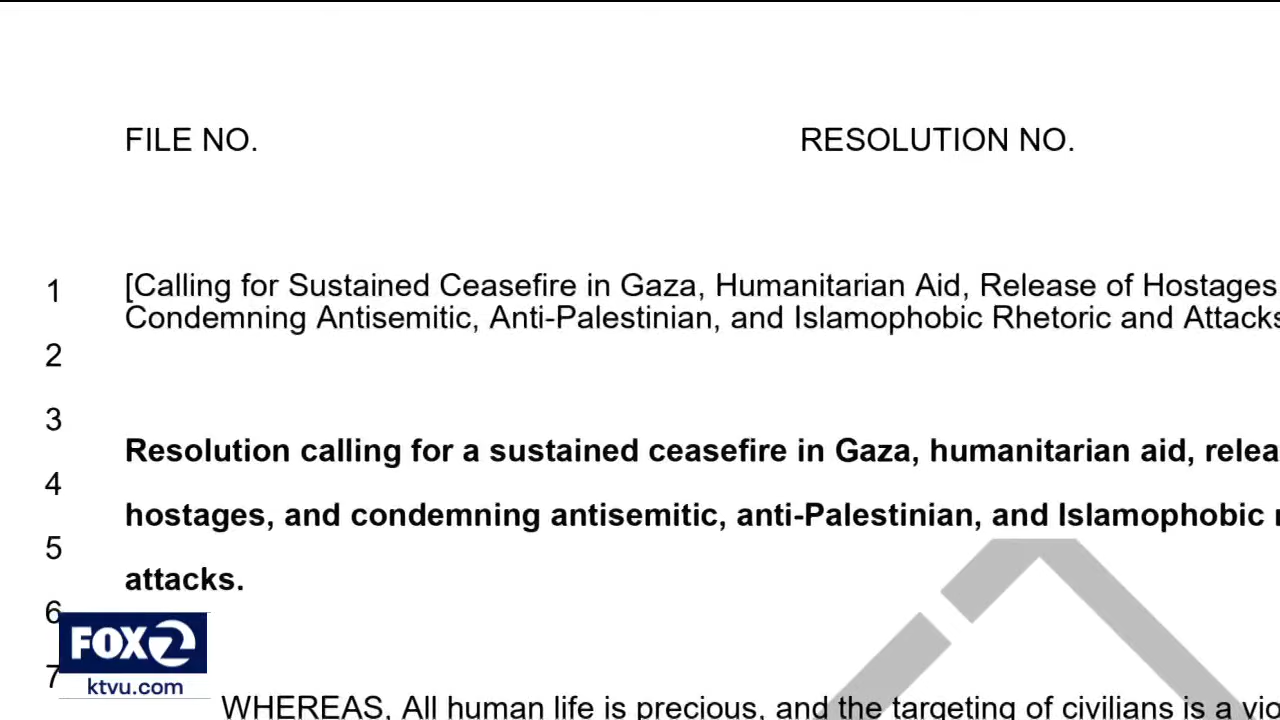 FILE NO. RESOLUTION NO.
1 [Calling for Sustained Ceasefire in Gaza, Humanitarian Aid, Release of Hostages
Condemning Antisemitic, Anti-Palestinian, and Islamophobic Rhetoric and Attacks
2
3
Resolution calling for a sustained ceasefire in Gaza, humanitarian aid, relea
4
hostages, and condemning antisemitic, anti-Palestinian, and Islamophobic
5
attacks.
6
FOX 2
7
ktvu.com
WHEREAS, All human life is precious, and the targeting of civilians is a vio